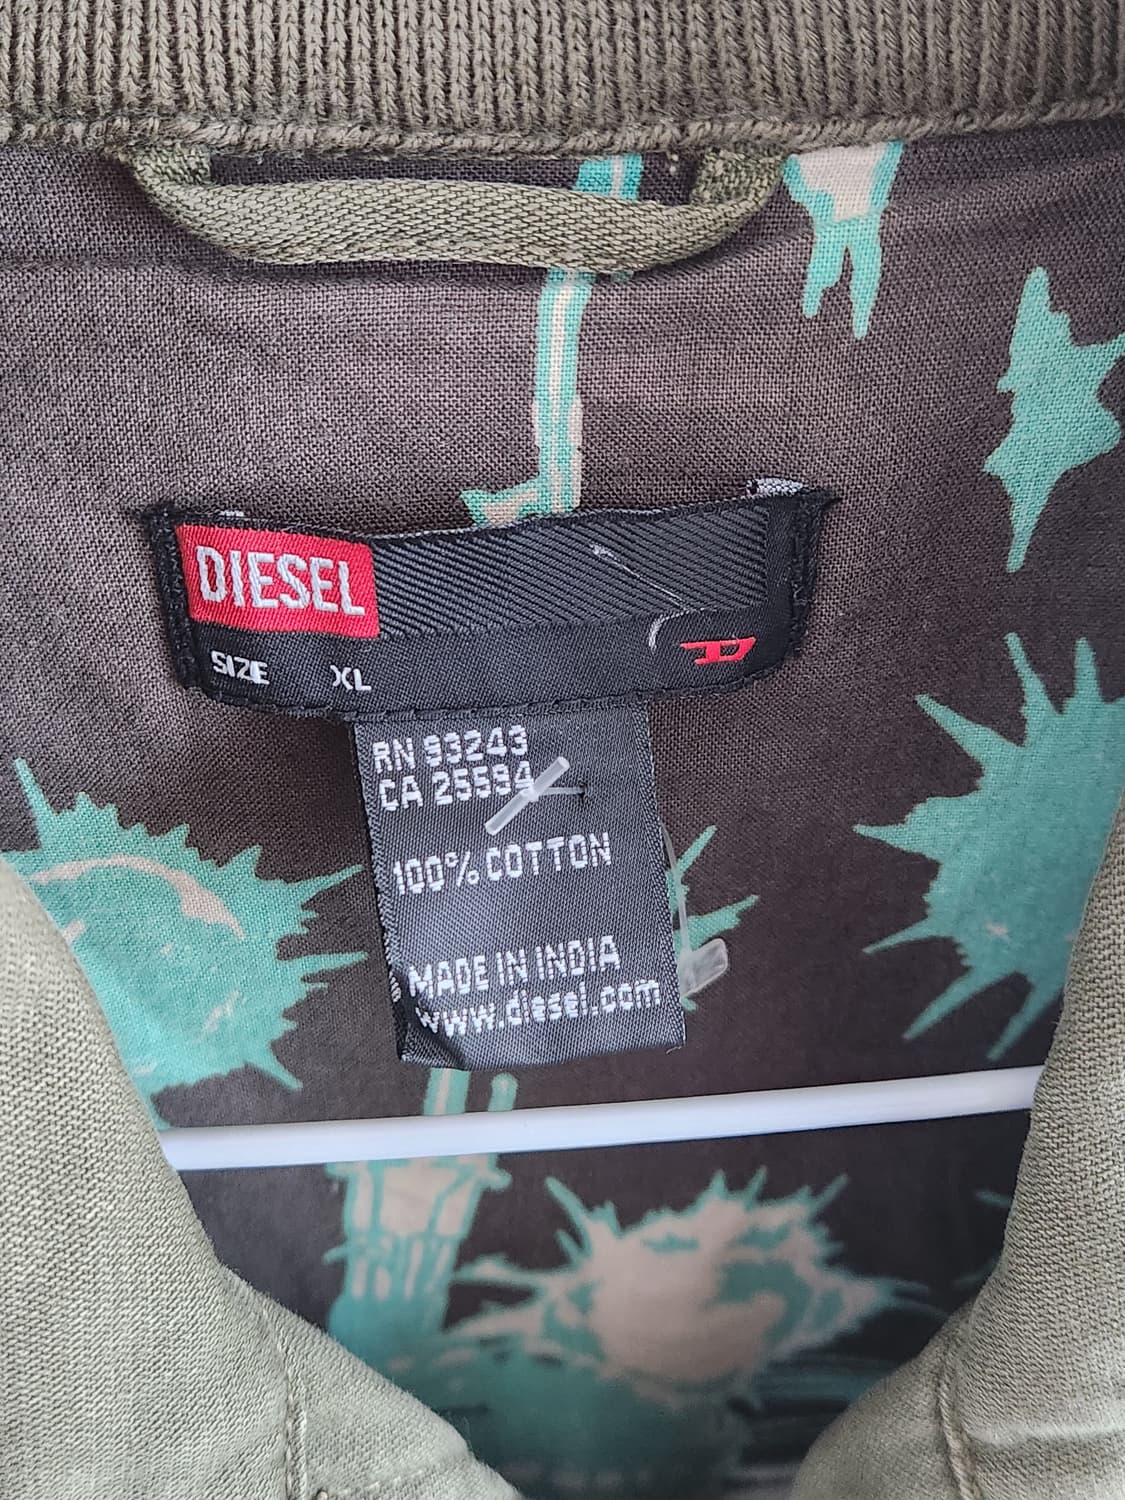 DIESEL
SIZE XL
RN 93243
CA 25594
100% COTTON
MADE IN INDIA
www.diesel.com